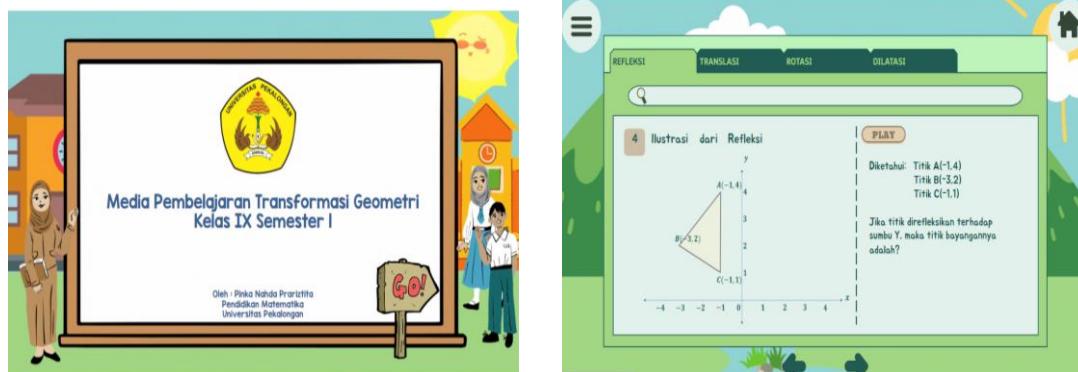 UNIVERSITAS PEKALONGAN
Media Pembelajaran Transformasi Geometri
Kelas IX Semester I
GO!
Oleh : Pinka Nahda Prariztita
Pendidikan Matematika
Universitas Pekalongan
REFLEKSI TRANSLASI ROTASI DILATASI
4 Ilustrasi dari Refleksi
y
A(-1,4)
4
3
B(-3,2)
2
C(-1,1)
1
-4 -3 -2 -1 0 1 2 3 4 x
PLAY
Diketahui: Titik A(-1,4)
Titik B(-3,2)
Titik C(-1,1)
Jika titik direfleksikan terhadap
sumbu Y, maka titik bayangannya
adalah?